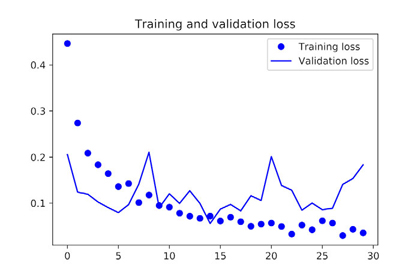 Training and validation loss
Training loss
Validation loss
0.4
0.3
0.2
0.1
0 5 10 15 20 25 30